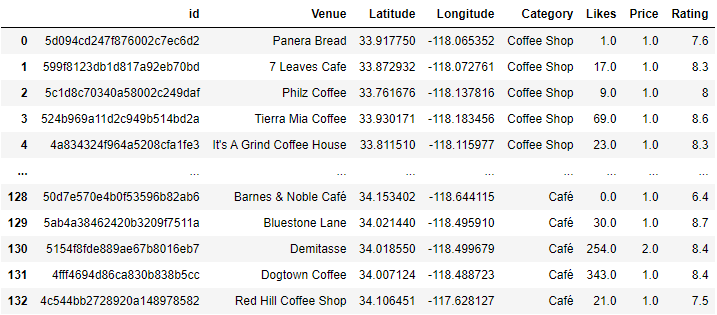 id Venue Latitude Longitude Category Likes Price Rating
0 5d094cd247f876002c7ec6d2 Panera Bread 33.917750 -118.065352 Coffee Shop 1.0 1.0 7.6
1 599f8123db1d817a92eb70bd 7 Leaves Cafe 33.872932 -118.072761 Coffee Shop 17.0 1.0 8.3
2 5c1d8c70340a58002c249daf Philz Coffee 33.761676 -118.137816 Coffee Shop 9.0 1.0 8
3 524b969a11d2c949b514bd2a Tierra Mia Coffee 33.930171 -118.183456 Coffee Shop 69.0 1.0 8.6
4 4a834324f964a5208cfa1fe3 It's A Grind Coffee House 33.811510 -118.115977 Coffee Shop 23.0 1.0 8.3
... ... ... ... ... ... ... ... ...
128 50d7e570e4b0f53596b82ab6 Barnes & Noble Café 34.153402 -118.644115 Café 0.0 1.0 6.4
129 5ab4a38462420b3209f7511a Bluestone Lane 34.021440 -118.495910 Café 30.0 1.0 8.7
130 5154f8fde889ae67b8016eb7 Demitasse 34.018550 -118.499679 Café 254.0 2.0 8.4
131 4fff4694d86ca830b838b5cc Dogtown Coffee 34.007124 -118.488723 Café 343.0 1.0 8.4
132 4c544bb2728920a148978582 Red Hill Coffee Shop 34.106451 -117.628127 Café 21.0 1.0 7.5